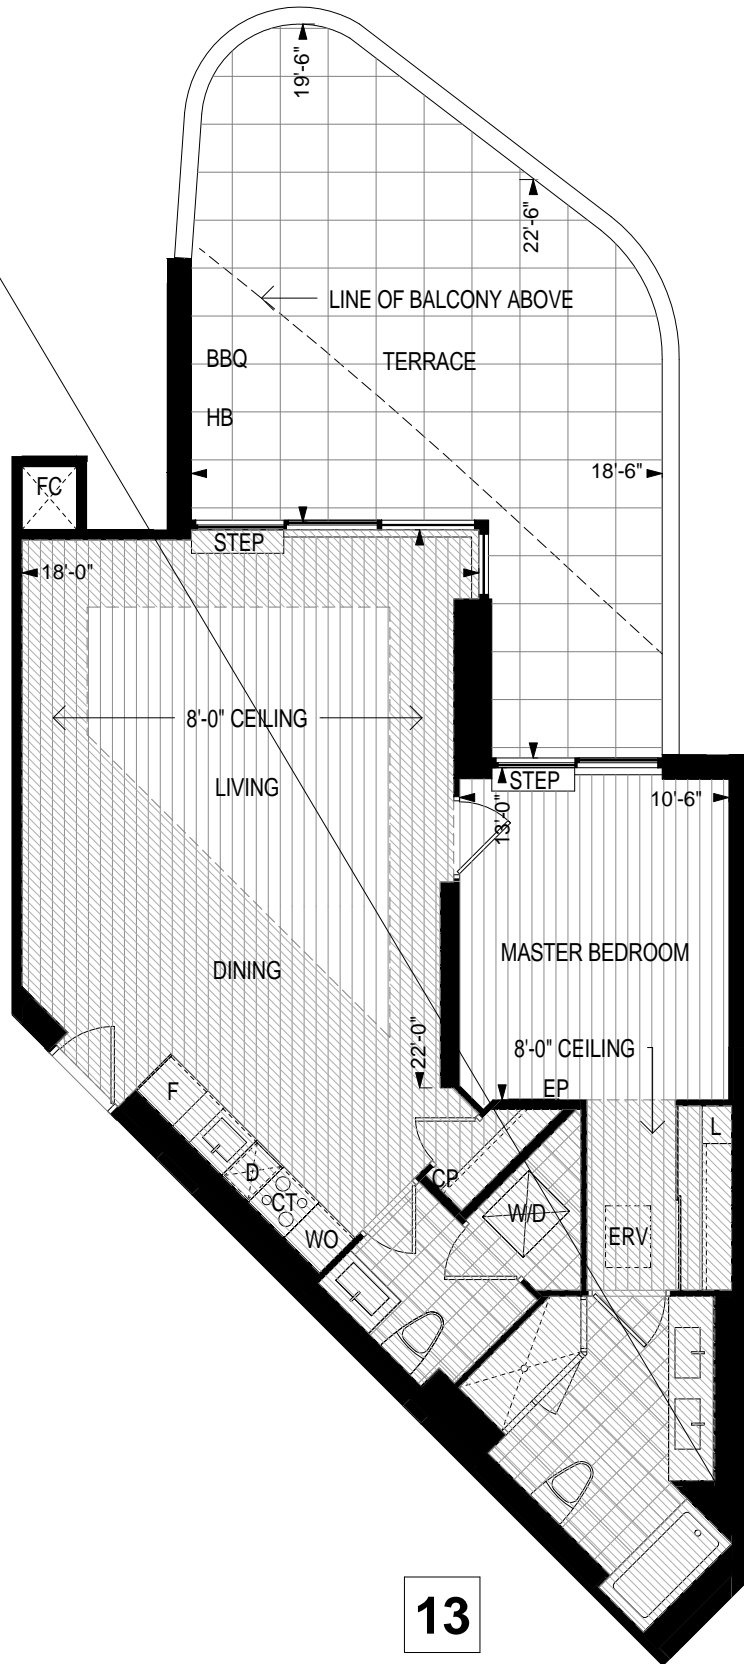 19'-6"
22'-6"
LINE OF BALCONY ABOVE
BBQ
TERRACE
HB
18'-6"
FC
STEP
18'-0"
8'-0" CEILING
LIVING
STEP
13'-0"
10'-6"
DINING
MASTER BEDROOM
22'-0"
8'-0" CEILING
EP
F
L
D
CP
CT
W/D
WO
ERV
13